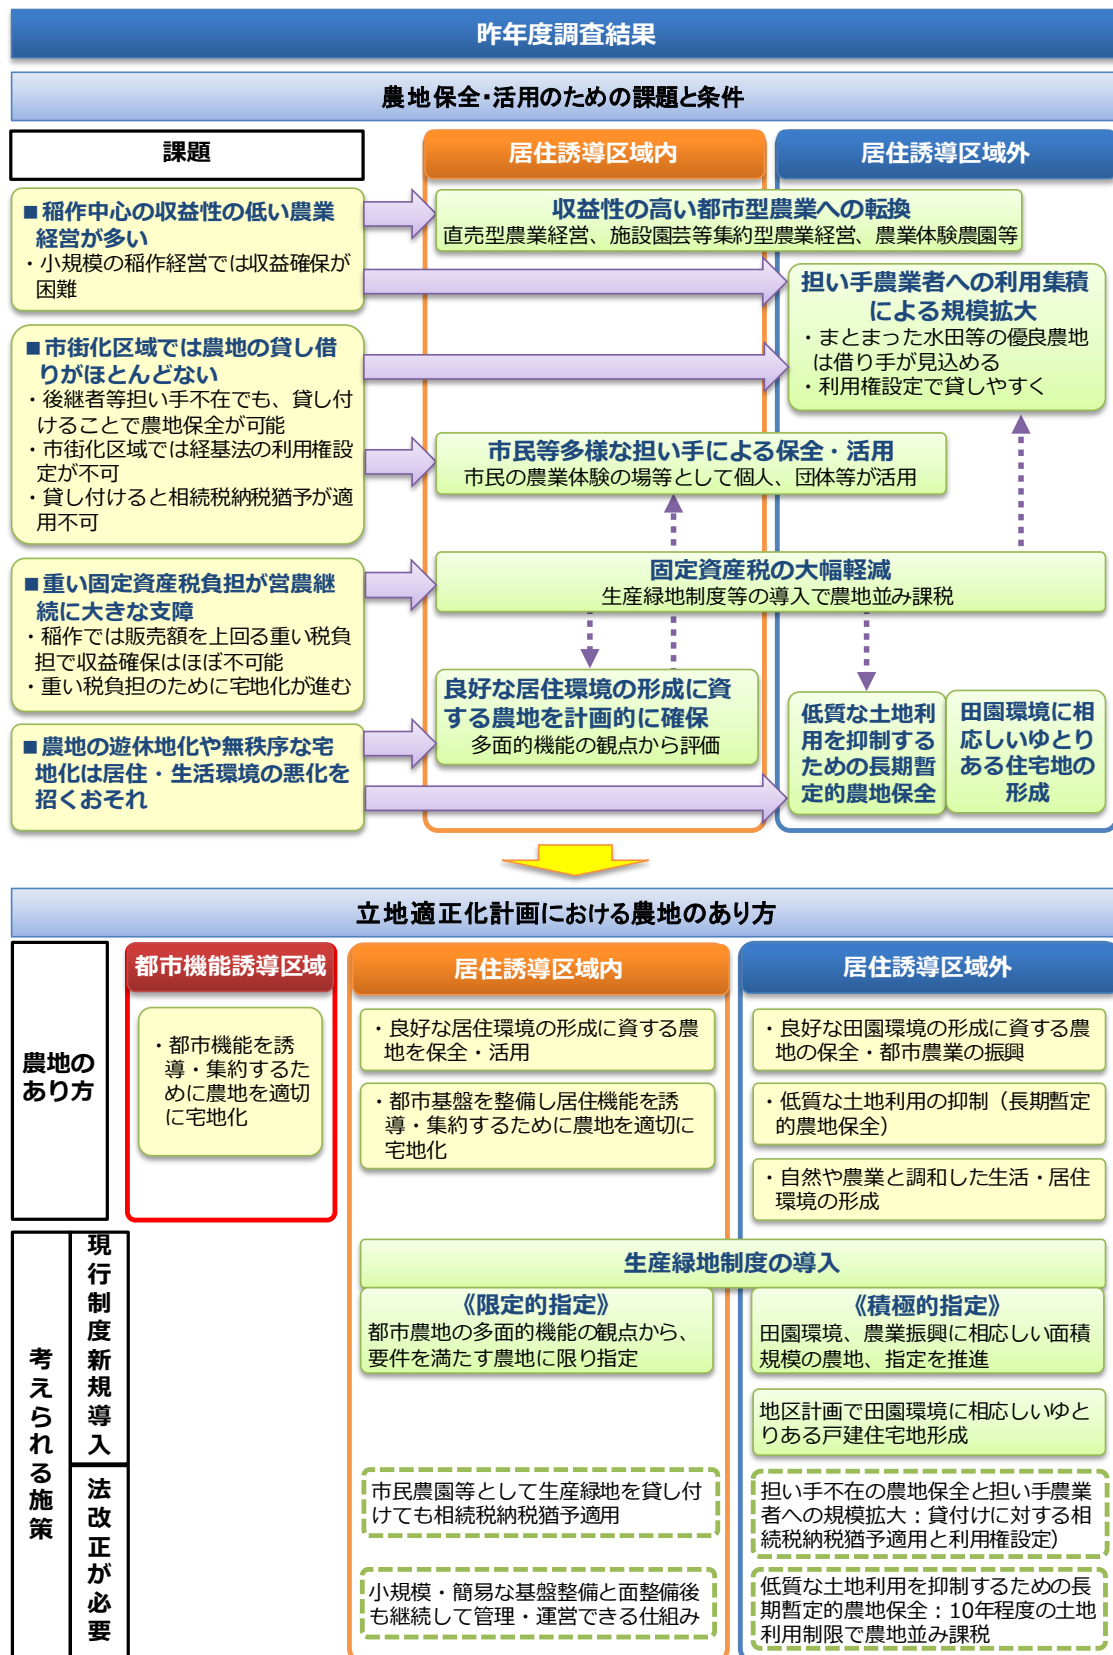 昨年度調査結果
農地保全・活用のための課題と条件
課題
居住誘導区域内
居住誘導区域外
■稲作中心の収益性の低い農業
経営が多い
・小規模の稲作経営では収益確保が
困難
収益性の高い都市型農業への転換
直売型農業経営、施設園芸等集約型農業経営、農業体験農園等
担い手農業者への利用集積
による規模拡大
・まとまった水田等の優良農地
は借り手が見込める
・利用権設定で貸しやすく
■市街化区域では農地の貸し借
りがほとんどない
・後継者等担い手不在でも、貸し付
けることで農地保全が可能
・市街化区域では経基法の利用権設
定が不可
・貸し付けると相続税納税猶予が適
用不可
市民等多様な担い手による保全・活用
市民の農業体験の場等として個人、団体等が活用
■重い固定資産税負担が営農継
続に大きな支障
・稲作では販売額を上回る重い税負
担で収益確保はほぼ不可能
・重い税負担のために宅地化が進む
固定資産税の大幅軽減
生産緑地制度等の導入で農地並み課税
良好な居住環境の形成に資
する農地を計画的に確保
多面的機能の観点から評価
低質な土地利
用を抑制する
ための長期暫
定的農地保全
田園環境に相
応しいゆとり
ある住宅地の
形成
■農地の遊休地化や無秩序な宅
地化は居住・生活環境の悪化を
招くおそれ
立地適正化計画における農地のあり方
都市機能誘導区域
居住誘導区域内
居住誘導区域外
農地の
あり方
・都市機能を誘
導・集約するた
めに農地を適切
に宅地化
・良好な居住環境の形成に資する農
地を保全・活用
・都市基盤を整備し居住機能を誘
導・集約するために農地を適切に
宅地化
・良好な田園環境の形成に資する農
地の保全・都市農業の振興
・低質な土地利用の抑制（長期暫定
的農地保全）
・自然や農業と調和した生活・居住
環境の形成
考えられる施策
現行制度新規導入
生産緑地制度の導入
《限定的指定》
都市農地の多面的機能の観点から、
要件を満たす農地に限り指定
《積極的指定》
田園環境、農業振興に相応しい面積
規模の農地、指定を推進
地区計画で田園環境に相応しいゆと
りある戸建住宅地形成
法改正が必要
市民農園等として生産緑地を貸し付
けても相続税納税猶予適用
小規模・簡易な基盤整備と面整備後
も継続して管理・運営できる仕組み
担い手不在の農地保全と担い手農業
者への規模拡大：貸付けに対する相
続税納税猶予適用と利用権設定）
低質な土地利用を抑制するための長
期暫定的農地保全：10年程度の土地
利用制限で農地並み課税